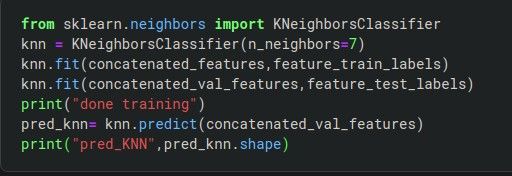 from sklearn.neighbors import KNeighborsClassifier
knn = KNeighborsClassifier(n_neighbors=7)
knn.fit(concatenated_features,feature_train_labels)
knn.fit(concatenated_val_features,feature_test_labels)
print("done training")
pred_knn= knn.predict(concatenated_val_features)
print("pred_KNN",pred_knn.shape)